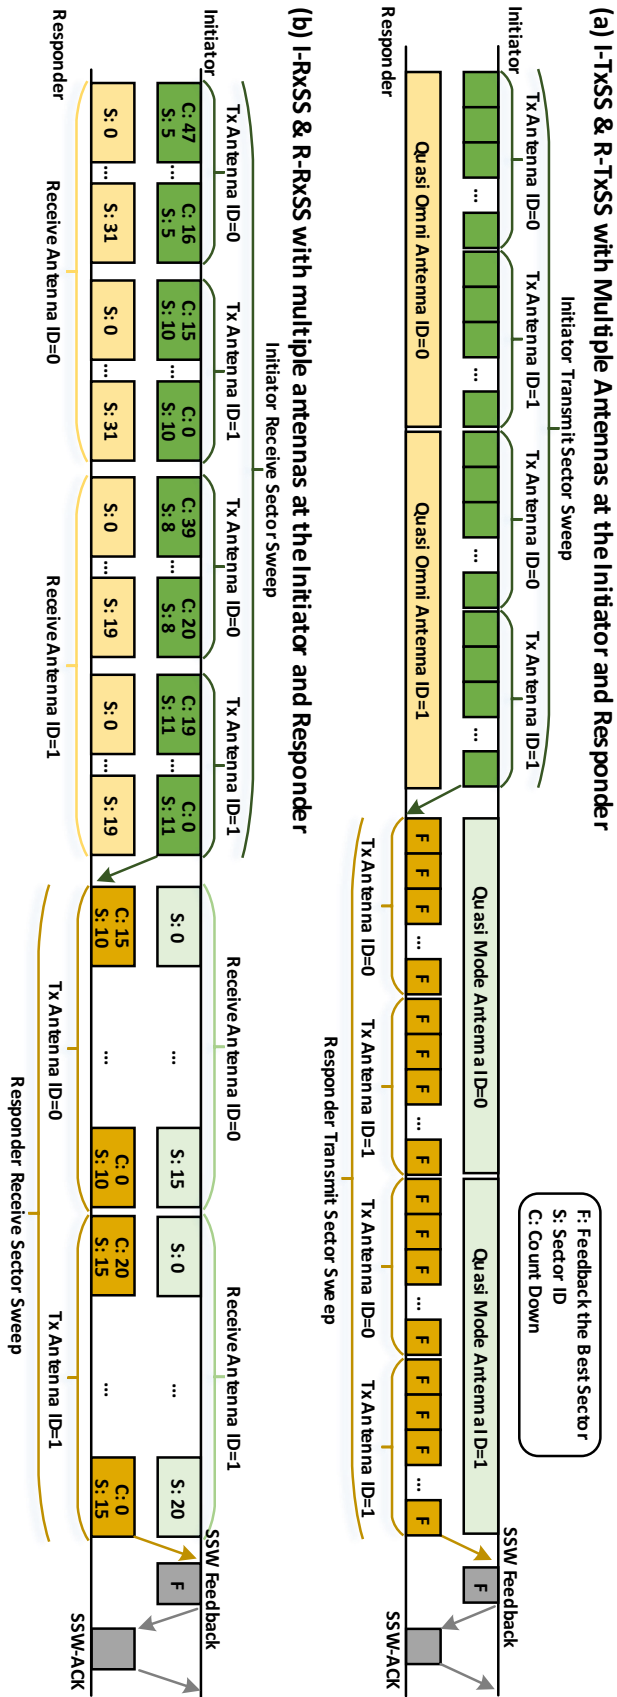 (a) I-TxSS & R-TxSS with Multiple Antennas at the Initiator and Responder
Initiator Transmit Sector Sweep
Tx Antenna ID=0
Tx Antenna ID=1
Tx Antenna ID=0
Tx Antenna ID=1
Initiator
...
...
...
...
Quasi Mode Antenna ID=0
Quasi Mode Antenna ID=1
SSW Feedback
F
Responder
Quasi Omni Antenna ID=0
Quasi Omni Antenna ID=1
F F F ... F
F F F ... F
F F F ... F
F F F ... F
SSW-ACK
Tx Antenna ID=0
Tx Antenna ID=1
Tx Antenna ID=0
Tx Antenna ID=1
Responder Transmit Sector Sweep
F: Feedback the Best Sector
S: Sector ID
C: Count Down
(b) I-RxSS & R-RxSS with multiple antennas at the Initiator and Responder
Initiator Receive Sector Sweep
Tx Antenna ID=0
Tx Antenna ID=1
Tx Antenna ID=0
Tx Antenna ID=1
Receive Antenna ID=0
Receive Antenna ID=1
Initiator
C: 47
S: 5
...
C: 16
S: 5
C: 15
S: 10
...
C: 0
S: 10
C: 39
S: 8
...
C: 20
S: 8
C: 19
S: 11
...
C: 0
S: 11
S: 0
...
S: 15
S: 0
...
S: 20
SSW Feedback
F
Responder
S: 0
...
S: 31
S: 0
...
S: 31
S: 0
...
S: 19
S: 0
...
S: 19
C: 15
S: 10
...
C: 0
S: 10
C: 20
S: 15
...
C: 0
S: 15
SSW-ACK
Receive Antenna ID=0
Receive Antenna ID=1
Tx Antenna ID=0
Tx Antenna ID=1
Responder Receive Sector Sweep